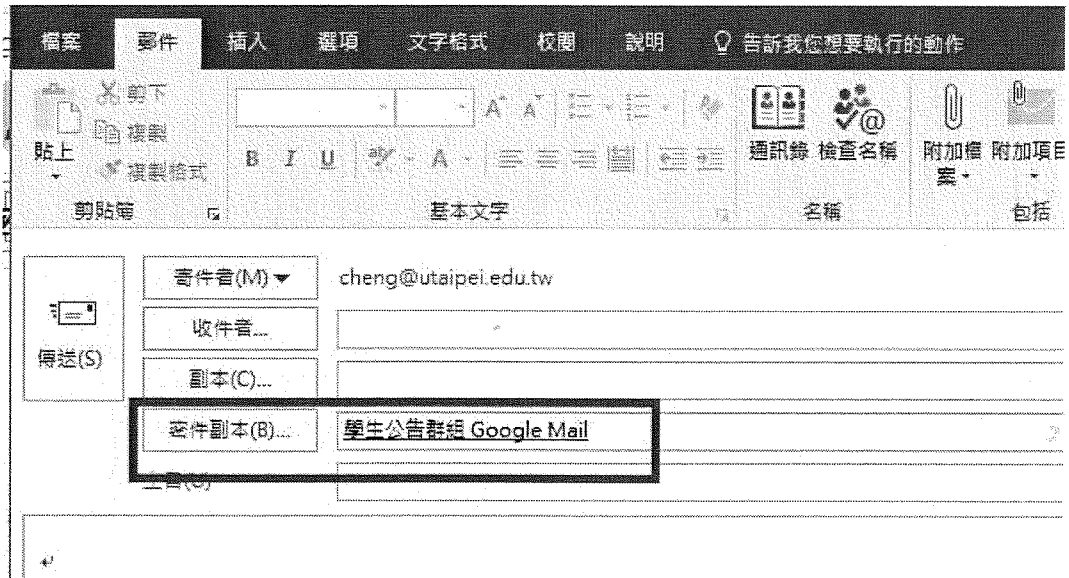 檔案 郵件 插入 選項 文字格式 校閱 說明 告訴我您想要執行的動作
剪下
複製
貼上
複製格式
B I U A
通訊錄 檢查名稱 附加檔案 附加項目
剪貼簿 基本文字 名稱 包括
寄件者(M) cheng@utaipei.edu.tw
收件者...
傳送(S)
副本(C)...
密件副本(B)... 學生公告群組 Google Mail
主旨(U)